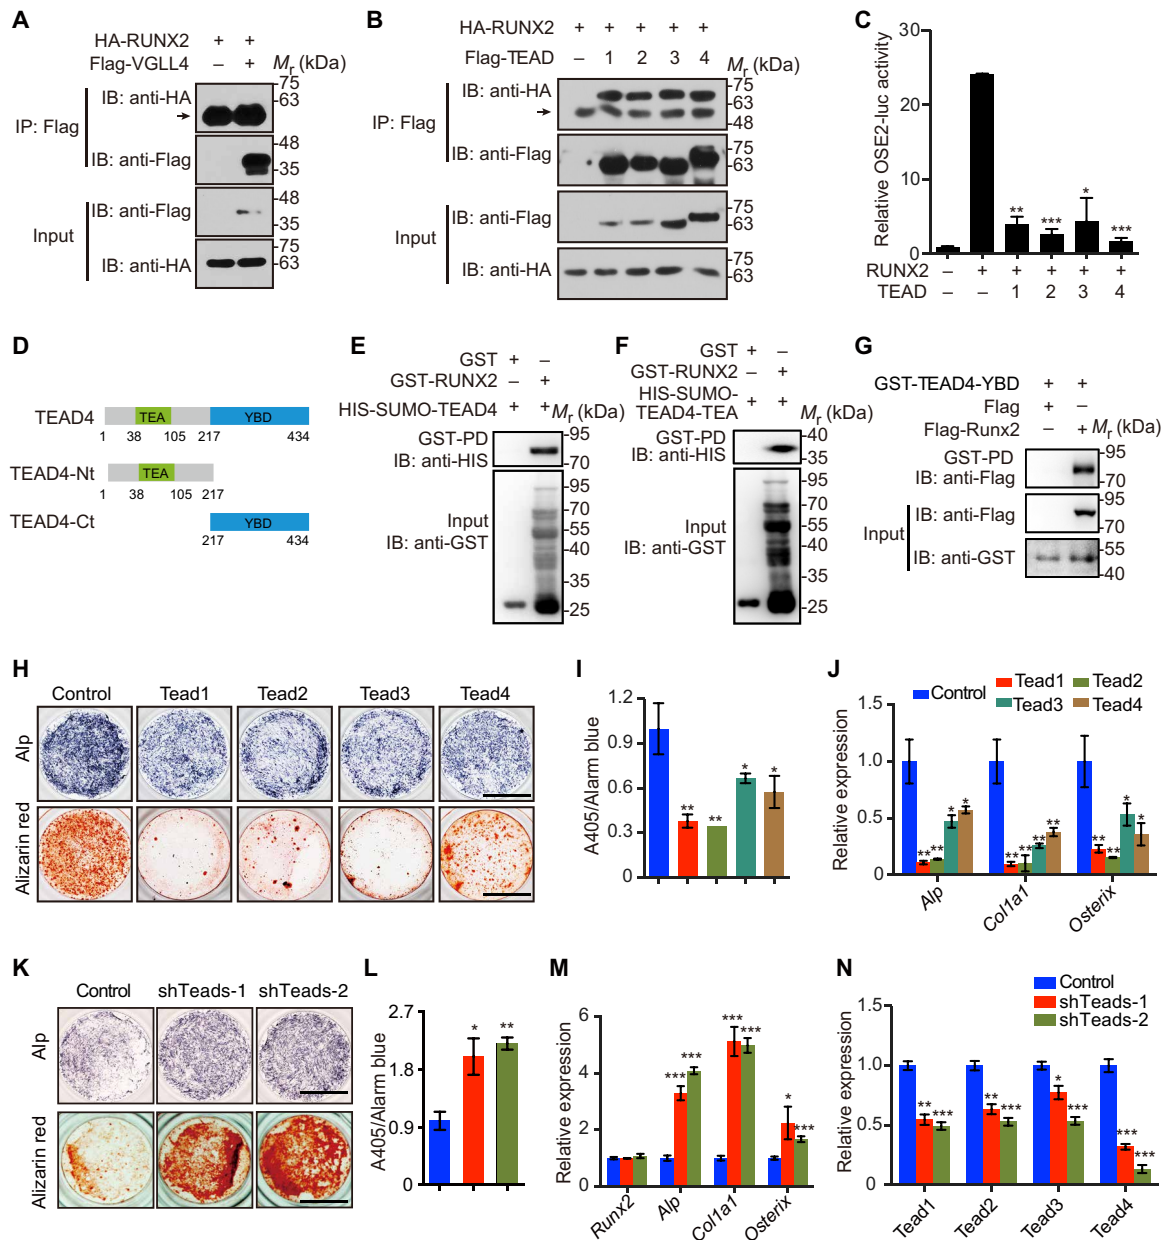 A
HA-RUNX2 + +
Flag-VGLL4 − +
Mr (kDa)
IP: Flag
IB: anti-HA
75
63
IB: anti-Flag
48
35
Input
IB: anti-Flag
48
35
IB: anti-HA
75
63
B
HA-RUNX2 + + + + +
Flag-TEAD − 1 2 3 4
Mr (kDa)
IP: Flag
IB: anti-HA
75
63
48
IB: anti-Flag
75
63
Input
IB: anti-Flag
75
63
IB: anti-HA
75
63
C
Relative OSE2-luc activity
30
20
10
0
** *** * ***
RUNX2 − + + + + +
TEAD − − 1 2 3 4
D
TEAD4 TEA YBD
1 38 105 217 434
TEAD4-Nt TEA
1 38 105 217
TEAD4-Ct YBD
217 434
E
GST + −
GST-RUNX2 − +
HIS-SUMO-TEAD4 + +
Mr (kDa)
GST-PD
IB: anti-HIS
95
70
Input
IB: anti-GST
95
70
55
40
35
25
F
GST + −
GST-RUNX2 − +
HIS-SUMO-
TEAD4-TEA + +
Mr (kDa)
GST-PD
IB: anti-HIS
40
35
Input
IB: anti-GST
95
70
55
40
35
25
G
GST-TEAD4-YBD + +
Flag + −
Flag-Runx2 − +
Mr (kDa)
GST-PD
IB: anti-Flag
95
70
Input
IB: anti-Flag
95
70
IB: anti-GST
55
40
H
Control Tead1 Tead2 Tead3 Tead4
Alp
Alizarin red
I
A405/Alarm blue
1.2
0.9
0.6
0.3
0
** ** * *
J
Control Tead1 Tead2
Tead3 Tead4
Relative expression
1.5
1.0
0.5
0
** ** * *
** ** ** **
** ** * *
Alp Col1a1 Osterix
K
Control shTeads-1 shTeads-2
Alp
Alizarin red
L
A405/Alarm blue
2.7
1.8
0.9
0
* **
M
Relative expression
6
4
2
0
*** *** *** *** * ***
Runx2 Alp Col1a1 Osterix
N
Control
shTeads-1
shTeads-2
Relative expression
1.5
1.0
0.5
0
** *** ** *** * *** *** ***
Tead1 Tead2 Tead3 Tead4